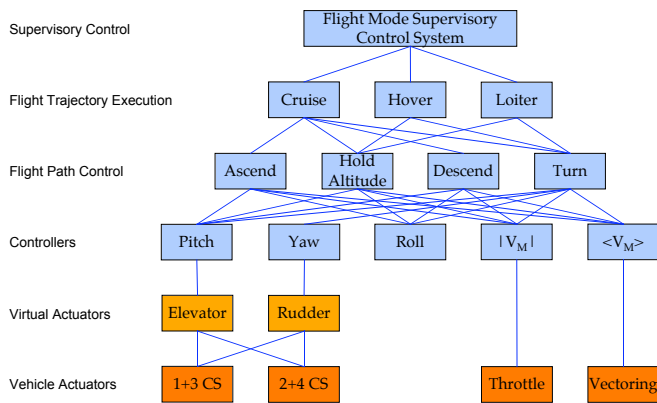 Supervisory Control
Flight Mode Supervisory
Control System
Flight Trajectory Execution
Cruise
Hover
Loiter
Flight Path Control
Ascend
Hold
Altitude
Descend
Turn
Controllers
Pitch
Yaw
Roll
|V_M|
<V_M>
Virtual Actuators
Elevator
Rudder
Vehicle Actuators
1+3 CS
2+4 CS
Throttle
Vectoring